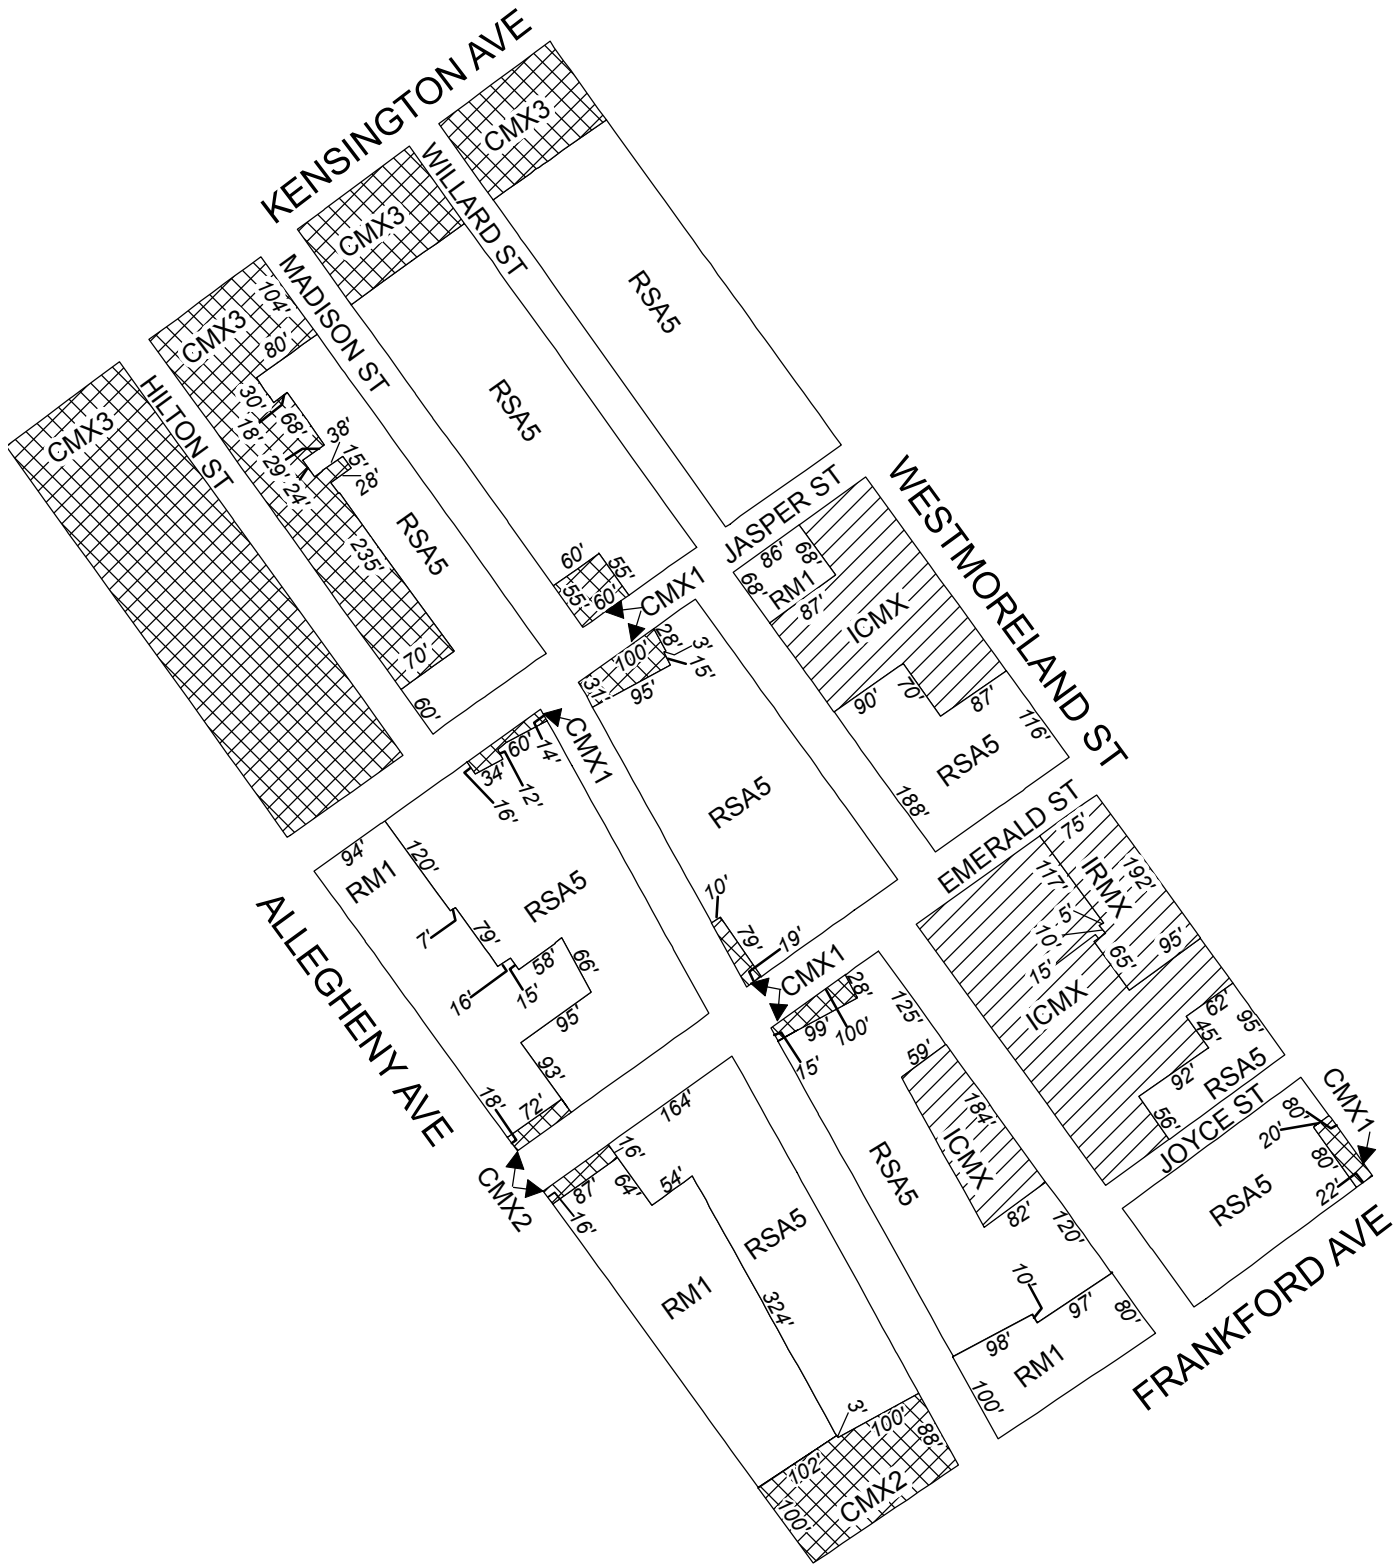 KENSINGTON AVE
CMX3
WILLARD ST
CMX3
RSA5
MADISON ST
104'
CMX3
80'
RSA5
HILTON ST
CMX3
30'
18'
68'
38'
15'
28'
29'
24'
RSA5
235'
70'
60'
60'
55'
55'
60'
CMX1
JASPER ST
WESTMORELAND ST
86'
68'
68'
RM1
87'
ICMX
90'
70'
87'
116'
RSA5
188'
28'
3'
15'
100'
31'
95'
RSA5
10'
79'
19'
CMX1
60'
14'
34'
12'
16'
94'
RM1
120'
RSA5
7'
79'
58'
66'
16'
15'
95'
93'
18'
72'
ALLEGHENY AVE
CMX2
EMERALD ST
75'
117'
IRMX
192'
5'
10'
15'
65'
95'
ICMX
62'
45'
95'
92'
RSA5
56'
JOYCE ST
CMX1
28'
125'
99'
100'
15'
59'
184'
ICMX
RSA5
82'
120'
10'
97'
98'
80'
RM1
100'
164'
16'
87'
64'
54'
16'
RSA5
RM1
324'
3'
100'
102'
88'
CMX2
100'
CMX1
80'
20'
80'
22'
RSA5
FRANKFORD AVE